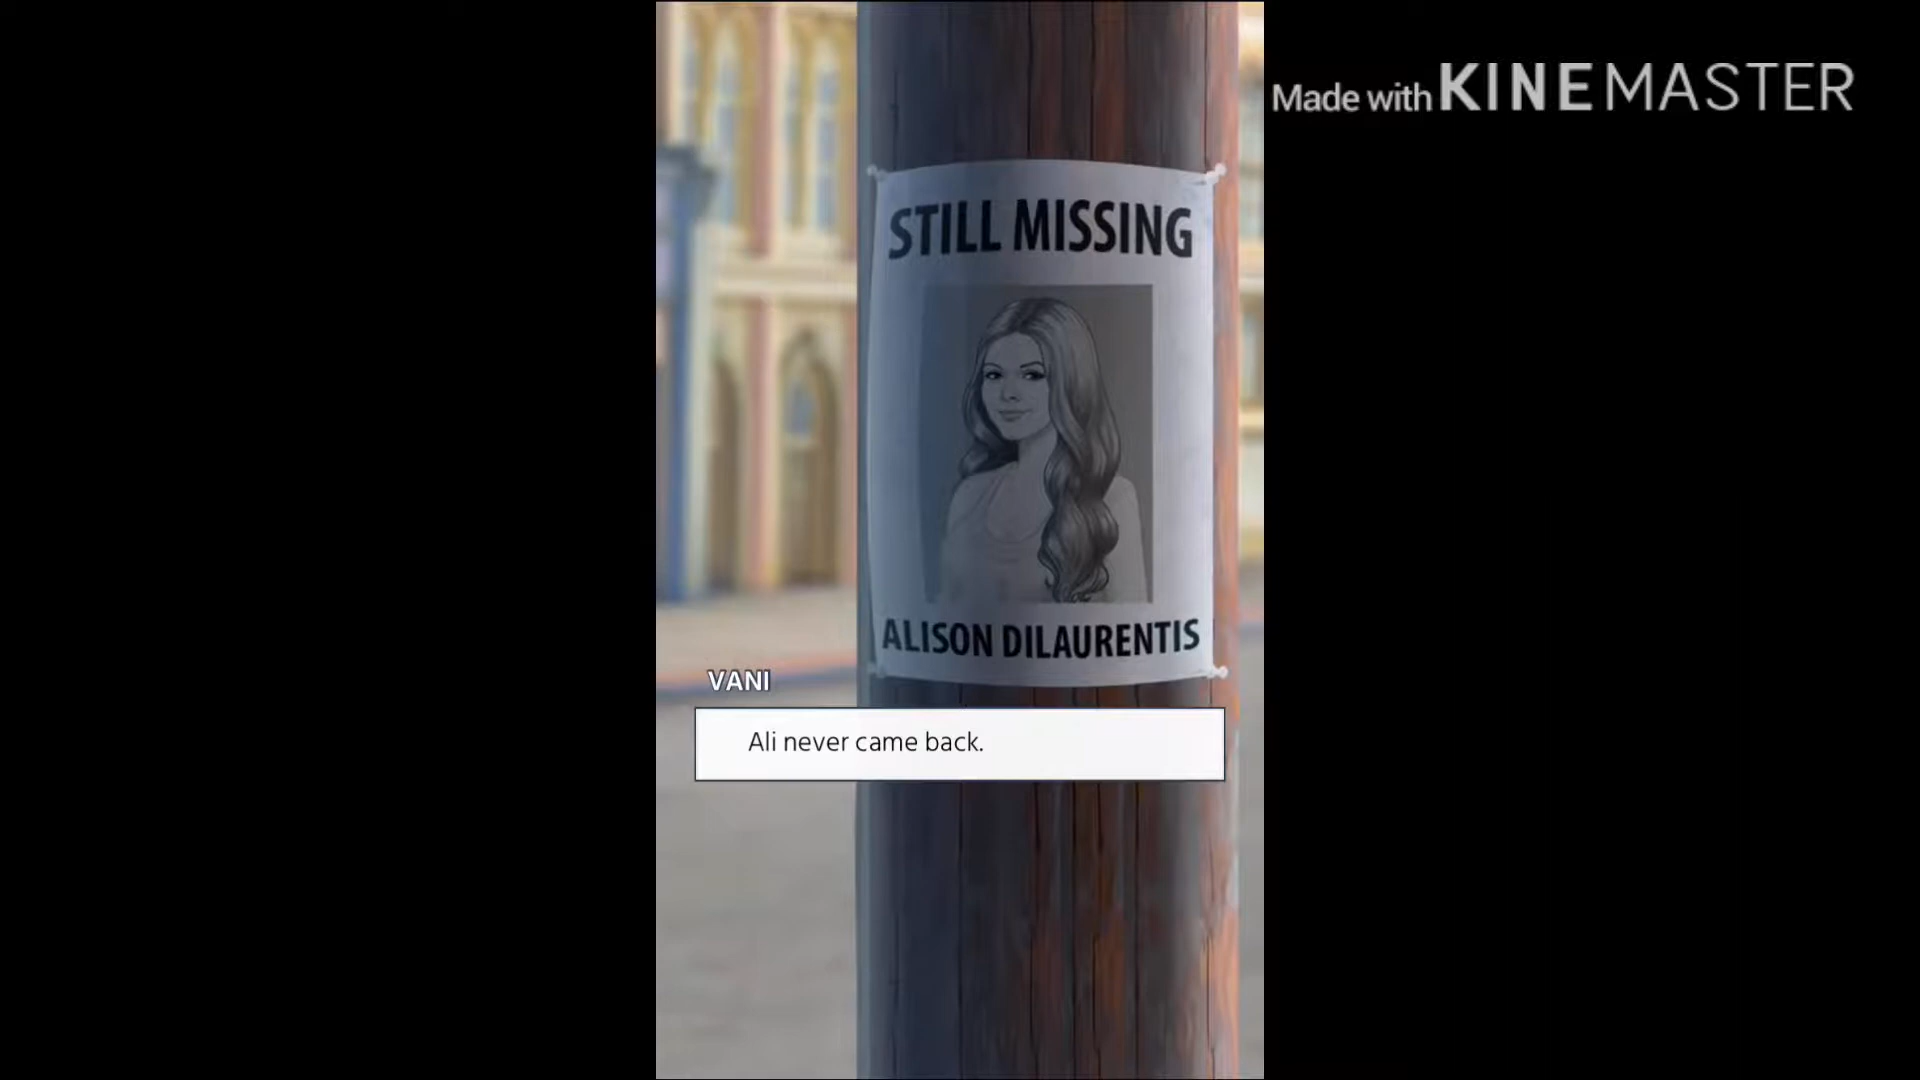 Made with KINEMASTER
STILL MISSING
ALISON DILAURENTIS
VANI
Ali never came back.